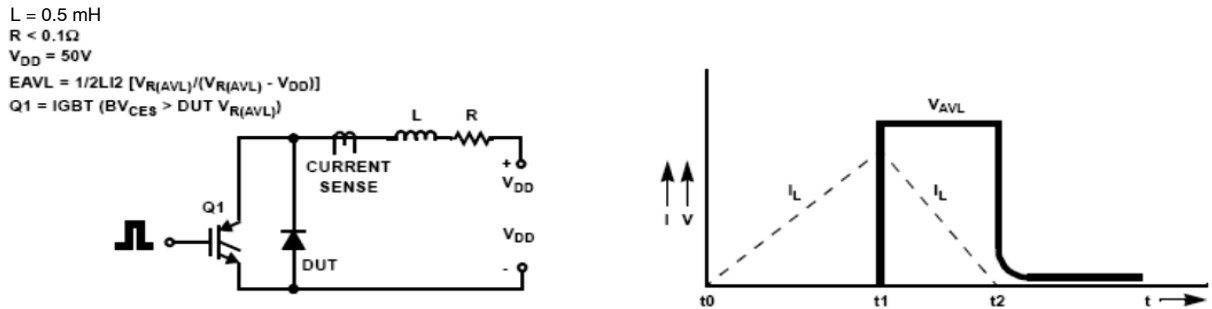 L = 0.5 mH
R < 0.1Ω
VDD = 50V
EAVL = 1/2LI2 [VR(AVL)/(VR(AVL) - VDD)]
Q1 = IGBT (BVCES > DUT VR(AVL))
L R
CURRENT
SENSE
+
VDD
Q1
VDD
DUT
-
VAVL
IL
IL
I V
t0 t1 t2 t